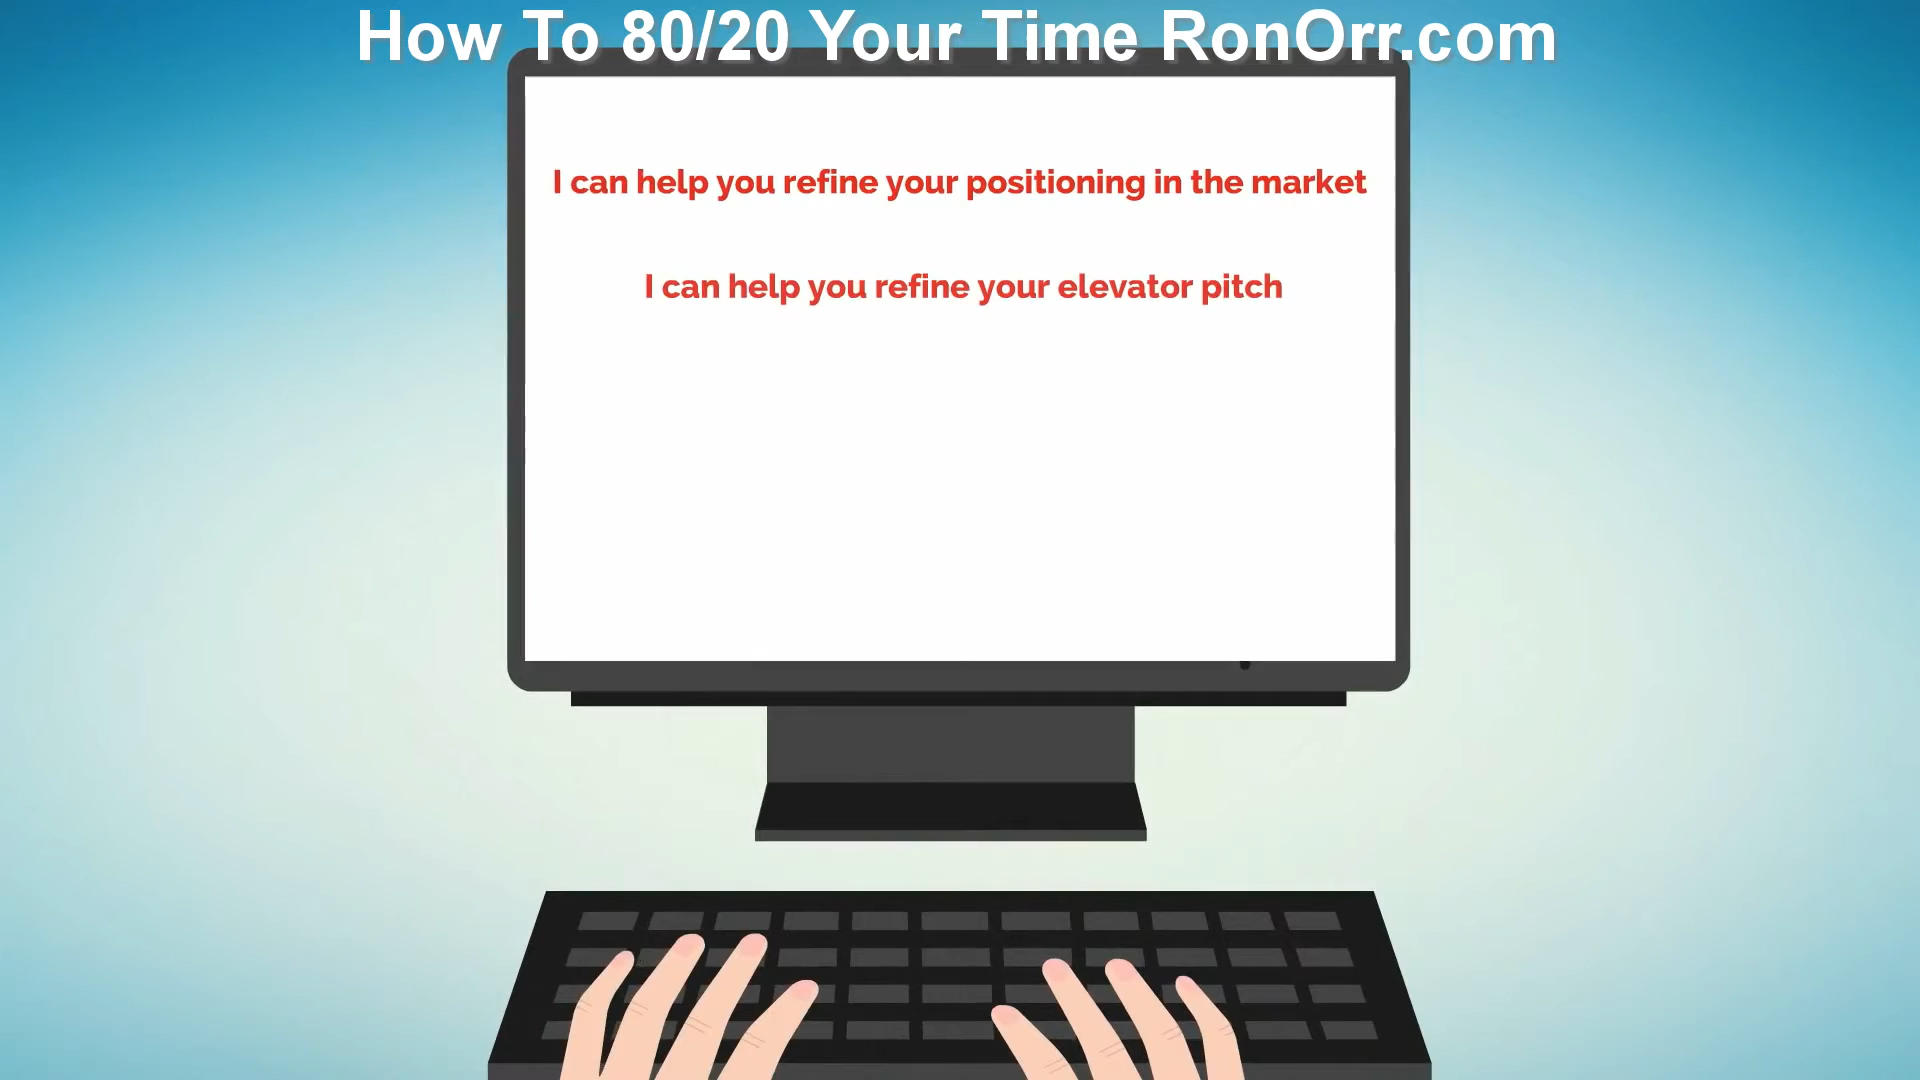 How To 80/20 Your Time RonOrr.com
I can help you refine your positioning in the market
I can help you refine your elevator pitch